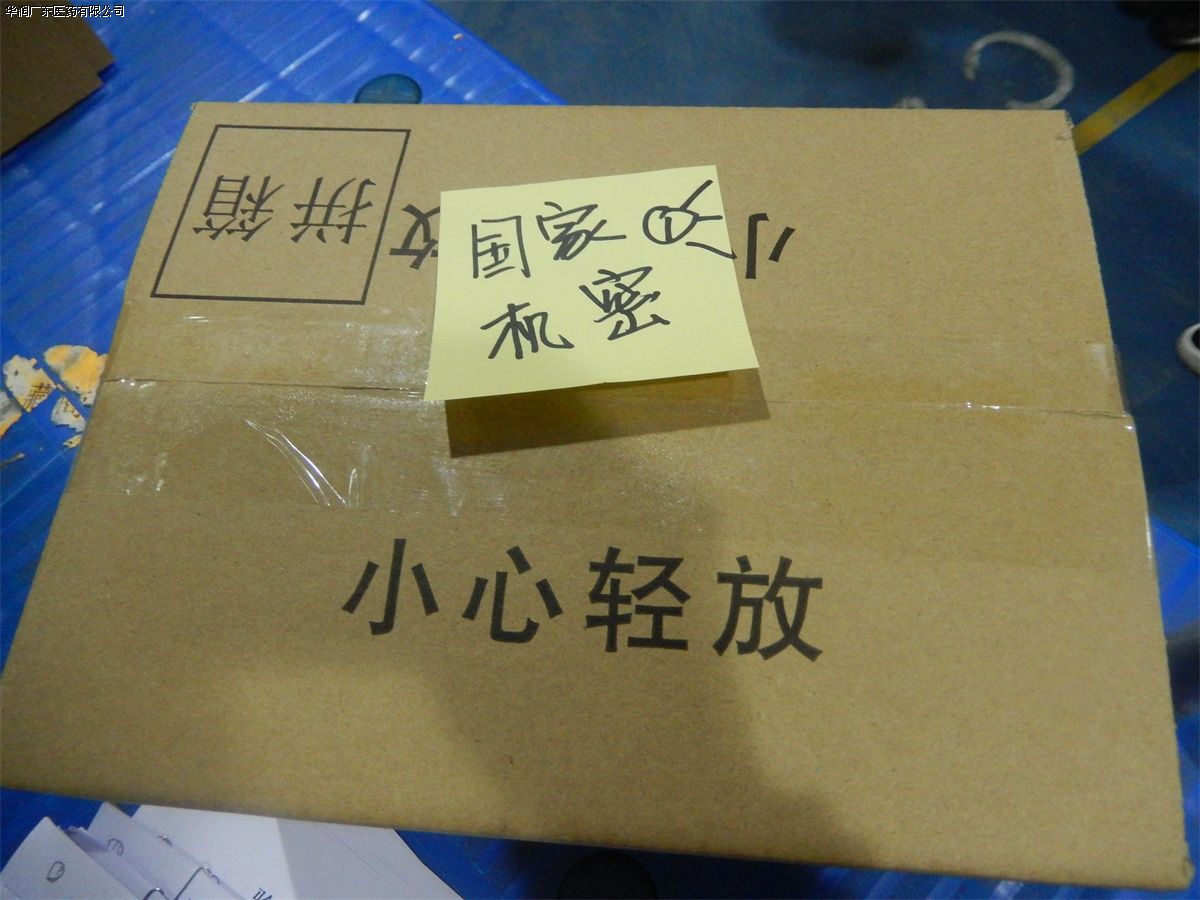 华润广东医药有限公司
拼箱
小
国家
机密
小心轻放